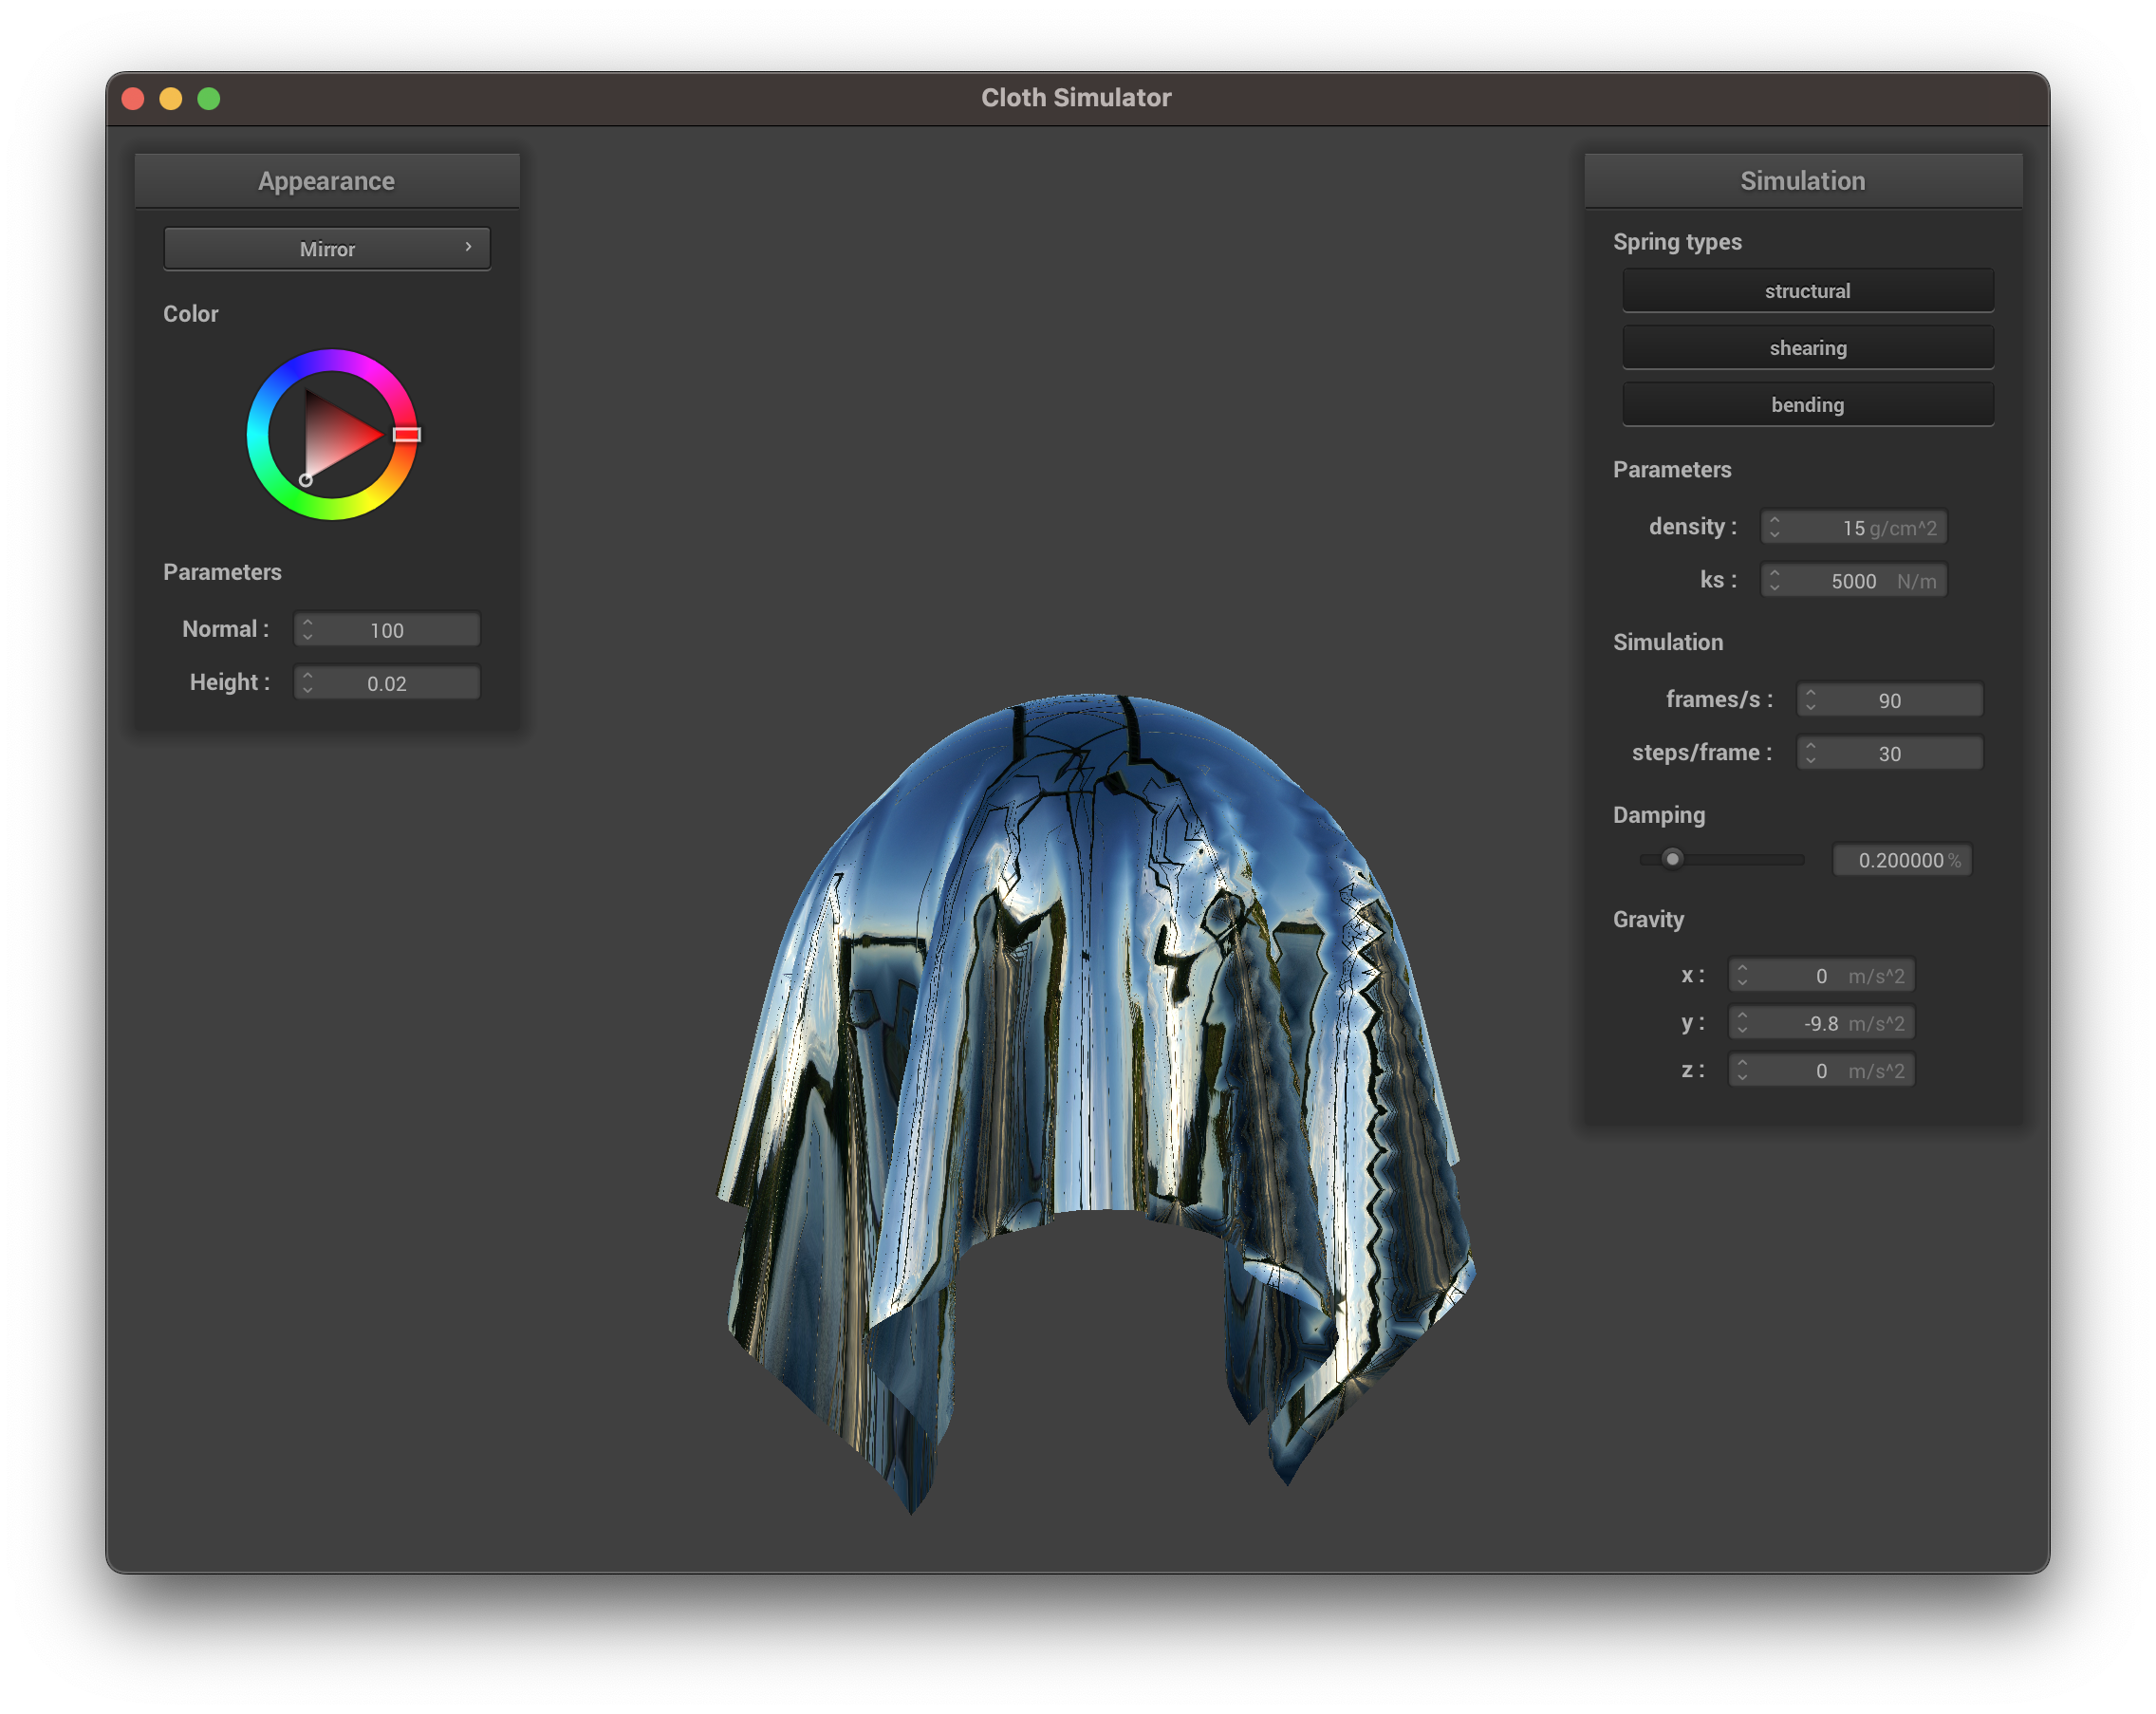 Cloth Simulator
Appearance
Mirror
Color
Parameters
Normal : 100
Height : 0.02
Simulation
Spring types
structural
shearing
bending
Parameters
density : 15 g/cm^2
ks : 5000 N/m
Simulation
frames/s : 90
steps/frame : 30
Damping
0.200000 %
Gravity
x : 0 m/s^2
y : -9.8 m/s^2
z : 0 m/s^2